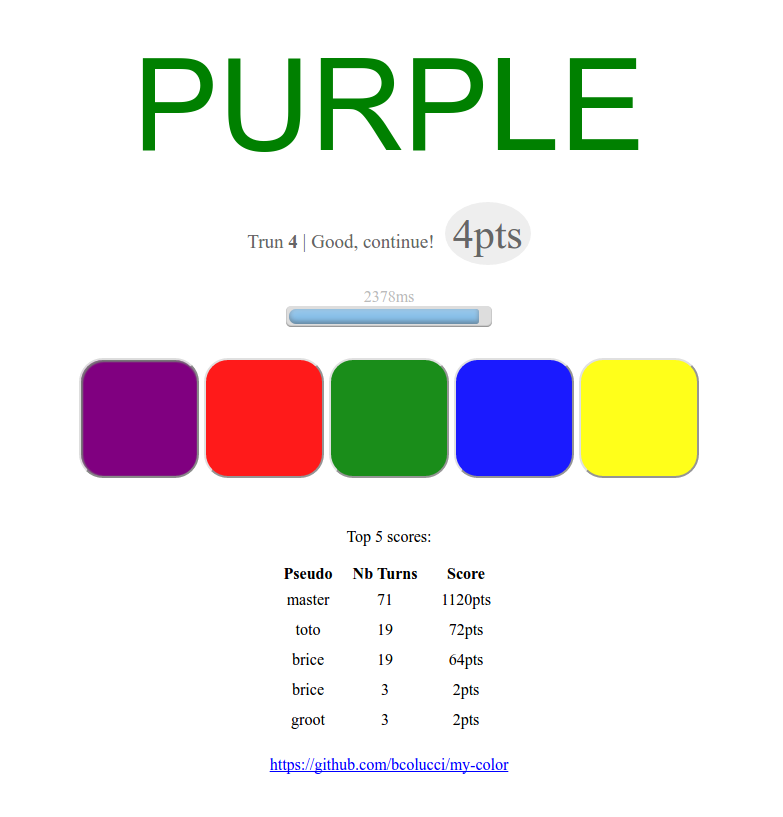 PURPLE
Trun 4 | Good, continue! 4pts
2378ms
Top 5 scores:
Pseudo Nb Turns Score
master 71 1120pts
toto 19 72pts
brice 19 64pts
brice 3 2pts
groot 3 2pts
https://github.com/bcolucci/my-color